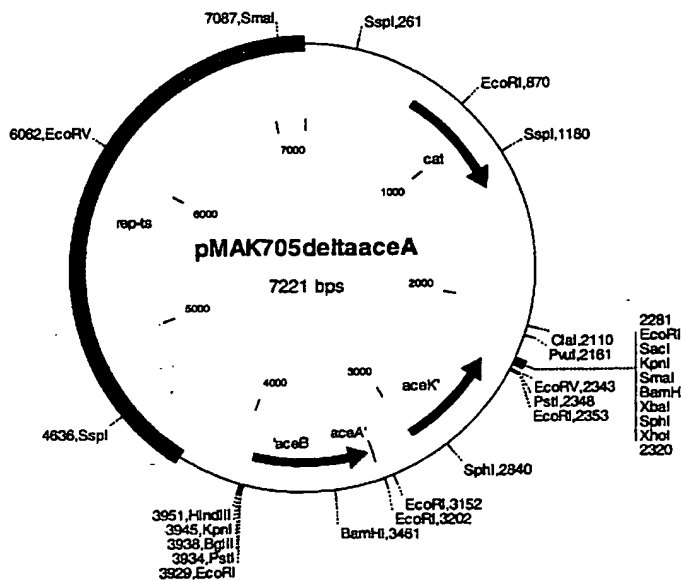 7087,SmaI
SspI,261
EcoRI,870
6062,EcoRV
SspI,1180
7000
cat
1000
rep-ts
6000
pMAK705deltaaceA
7221 bps
2000
5000
ClaI,2110
PvuI,2161
2281
EcoRI
SacI
KpnI
SmaI
BamHI
XbaI
SphI
XhoI
2320
3000
aceK'
EcoRV,2343
PstI,2348
EcoRI,2353
4000
4636,SspI
'aceB
aceA'
SphI,2840
EcoRI,3152
EcoRI,3202
BamHI,3461
3951,HindIII
3945,KpnI
3938,BglII
3934,PstI
3929,EcoRI